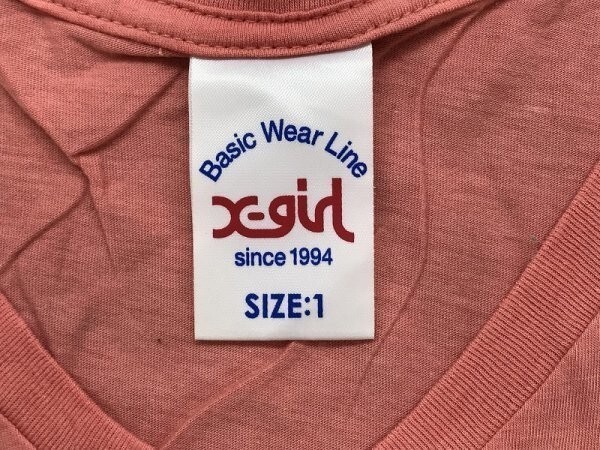 Basic Wear Line
X-girl
since 1994
SIZE:1